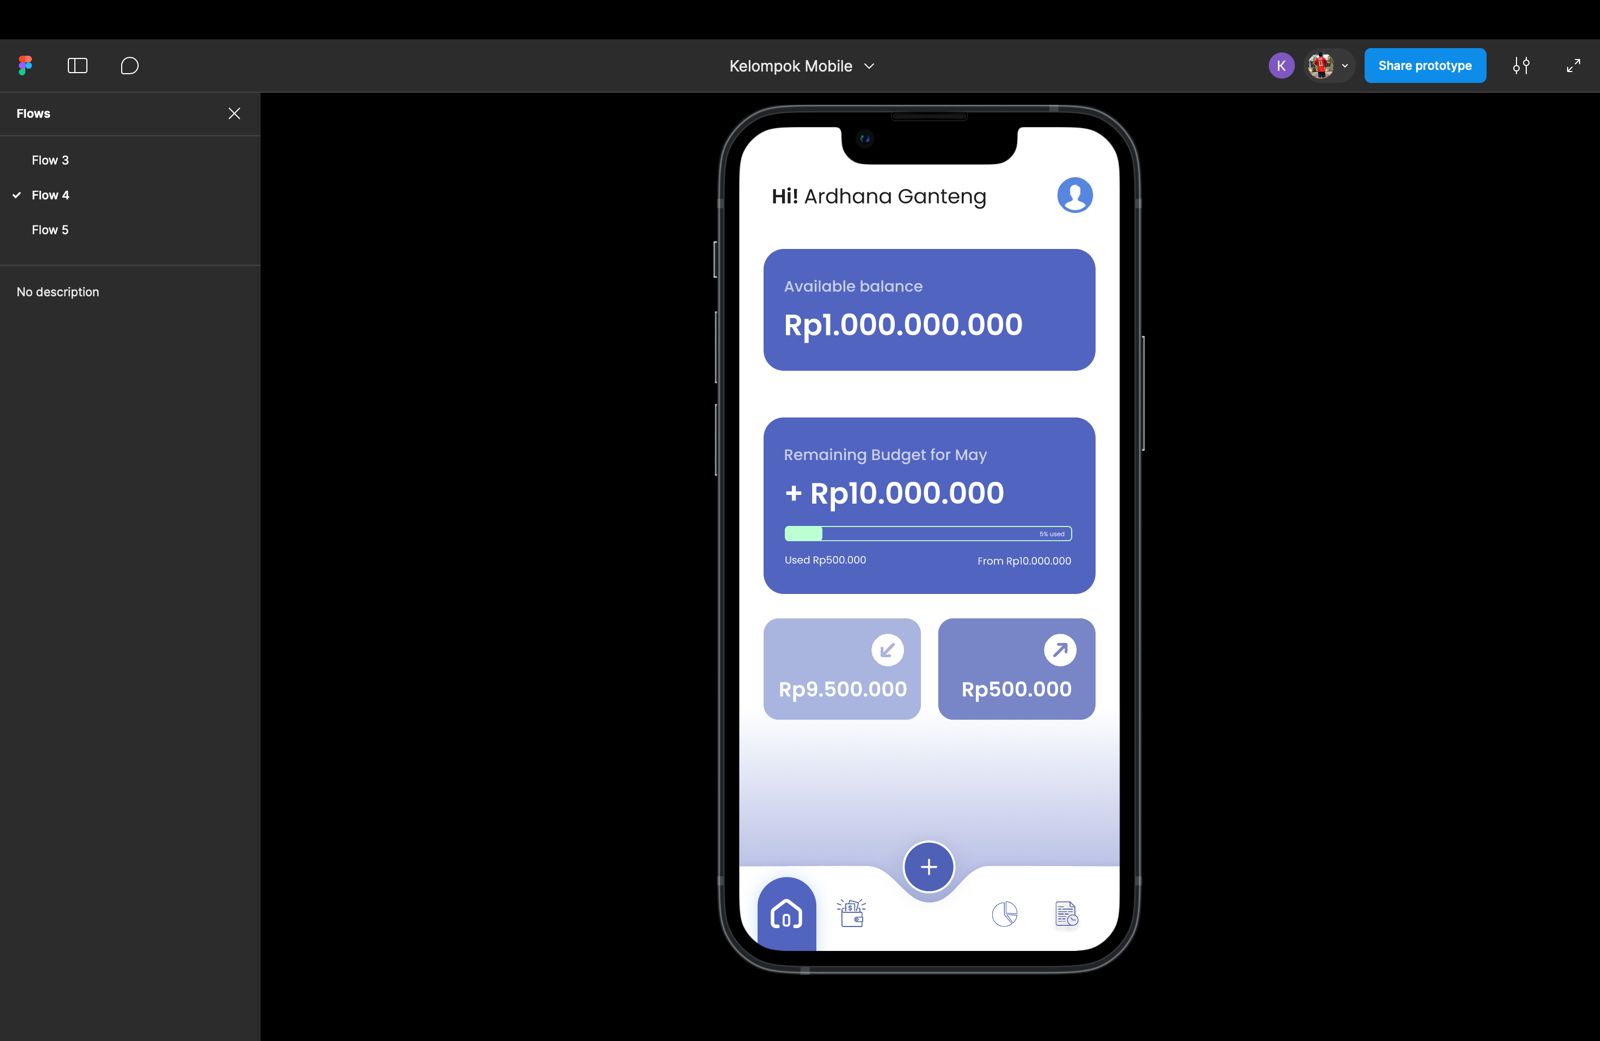 Kelompok Mobile
K
Share prototype
Flows
Flow 3
Flow 4
Flow 5
No description
Hi! Ardhana Ganteng
Available balance
Rp1.000.000.000
Remaining Budget for May
+ Rp10.000.000
5% used
Used Rp500.000
From Rp10.000.000
Rp9.500.000
Rp500.000